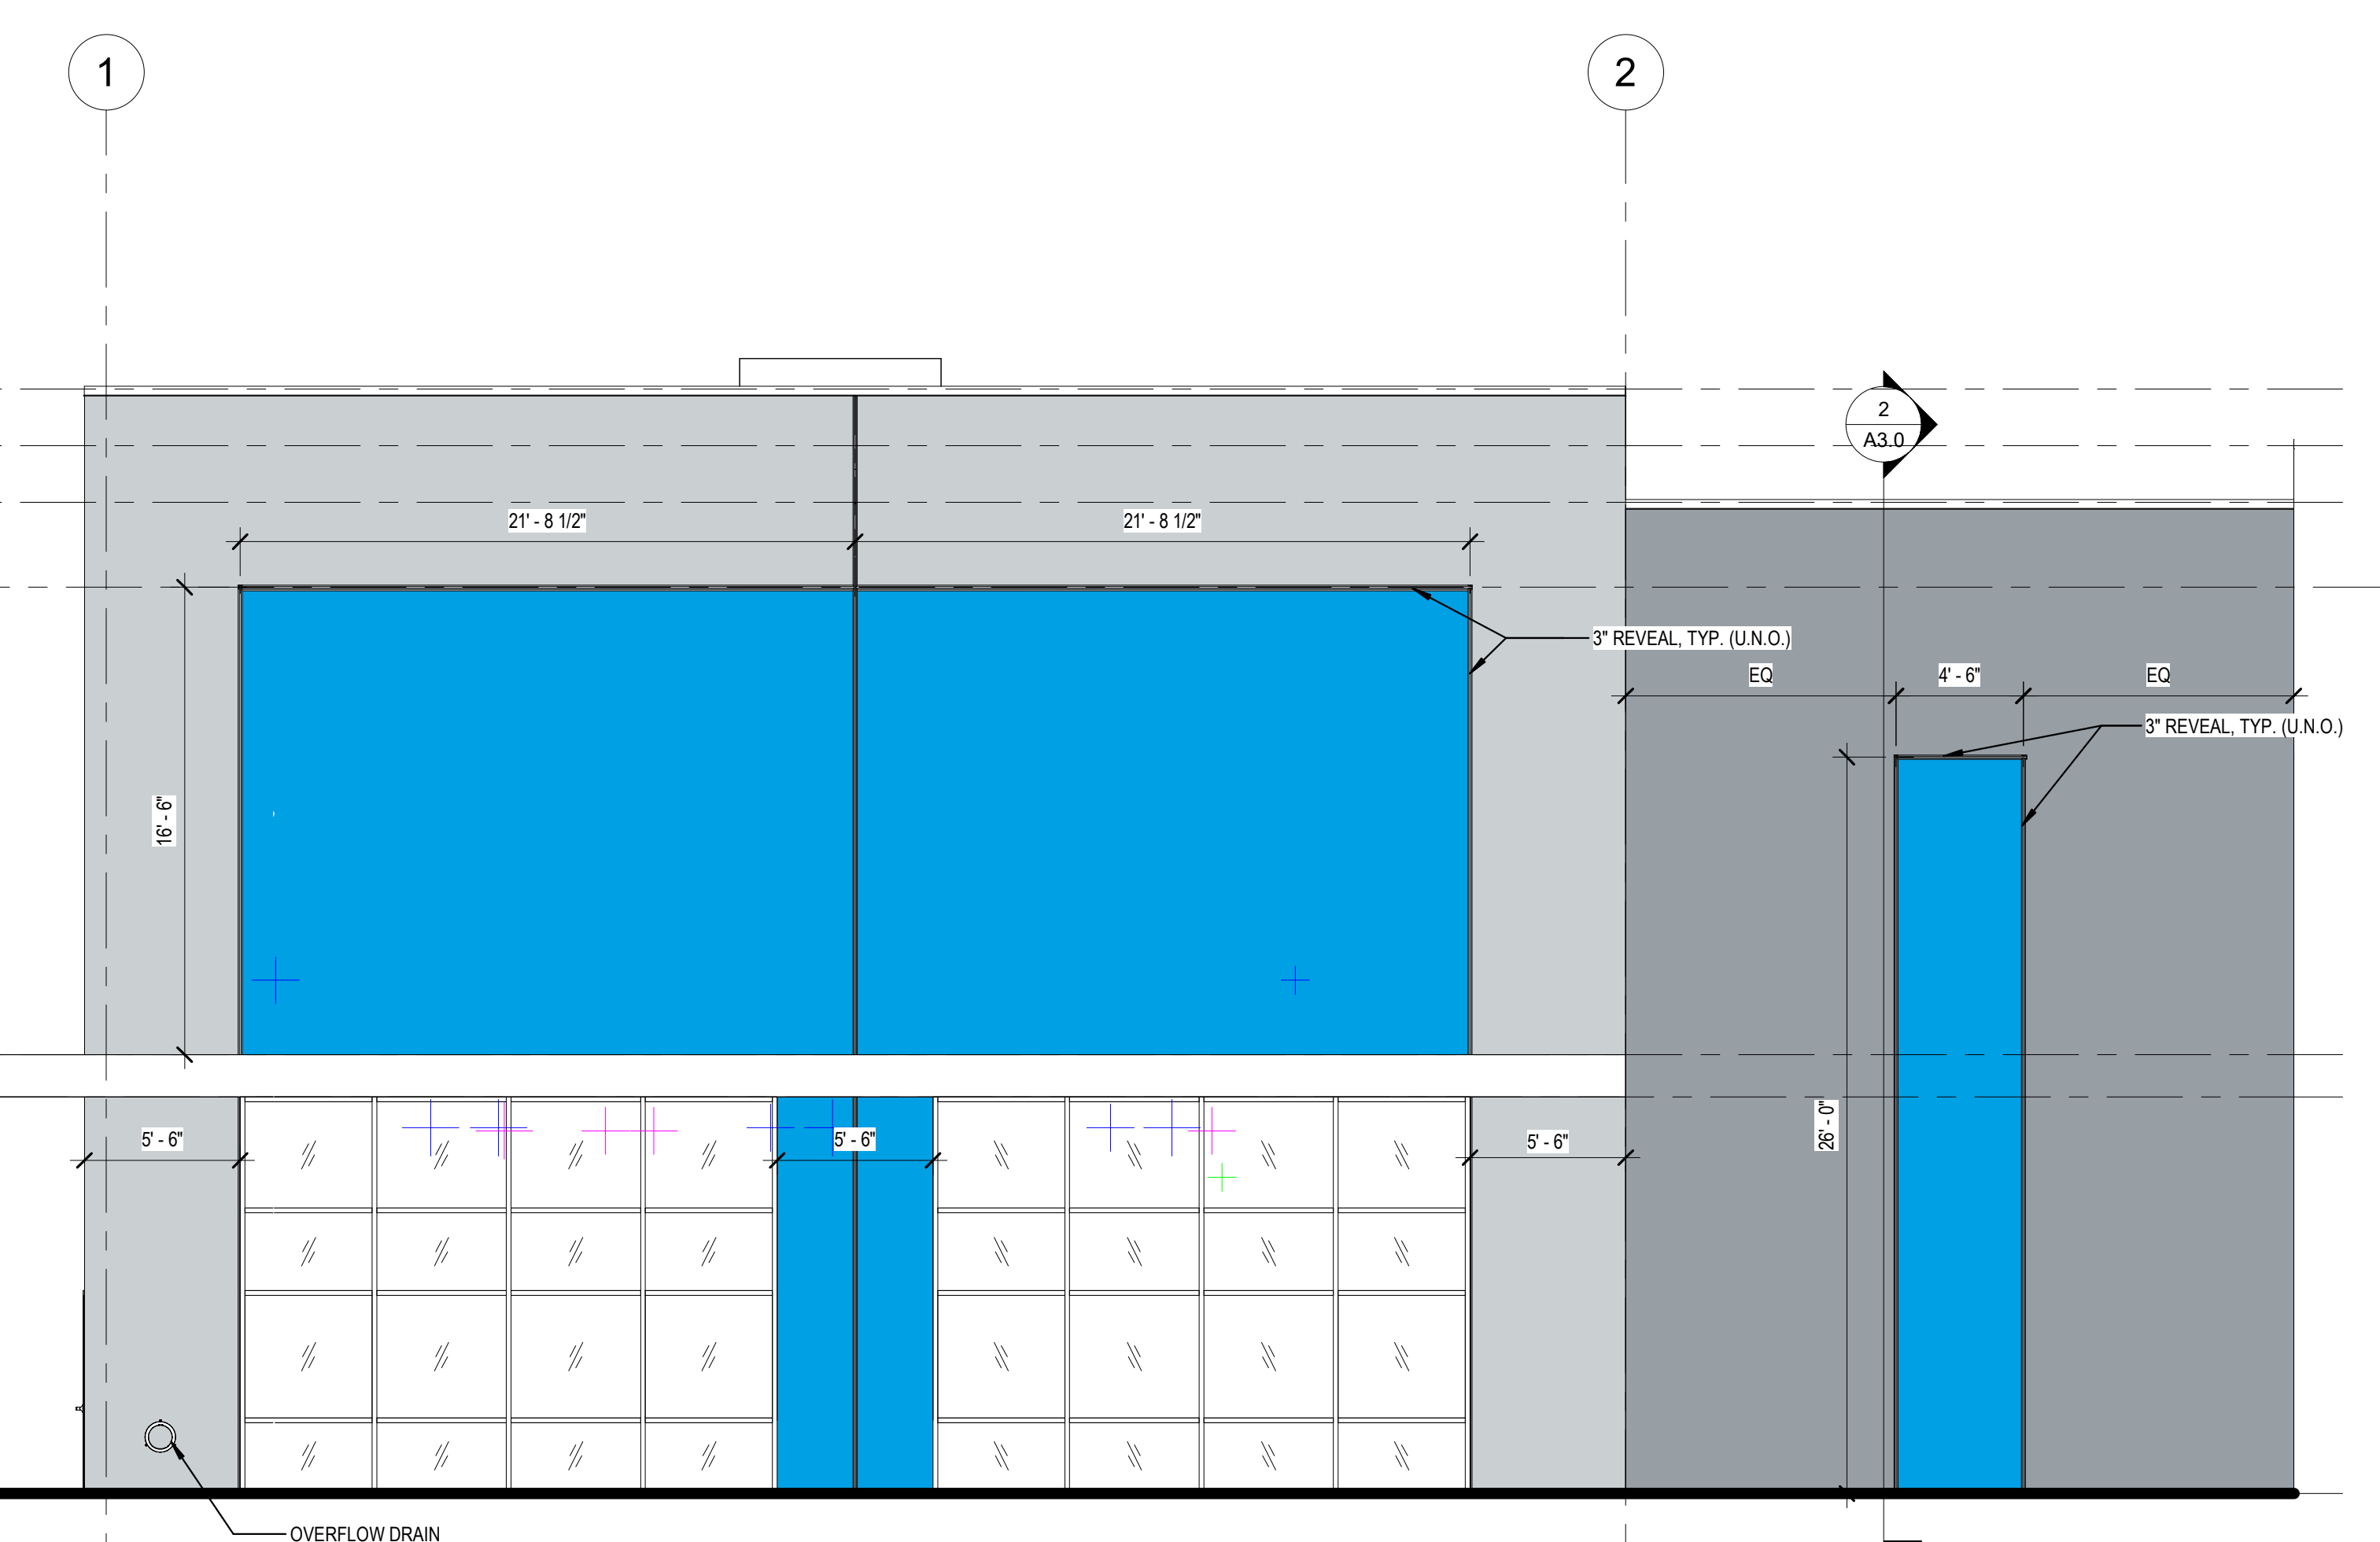 1
2
2
A3.0
21' - 8 1/2"
21' - 8 1/2"
3" REVEAL, TYP. (U.N.O.)
EQ
4' - 6"
EQ
3" REVEAL, TYP. (U.N.O.)
16' - 6"
26' - 0"
5' - 6"
5' - 6"
5' - 6"
OVERFLOW DRAIN